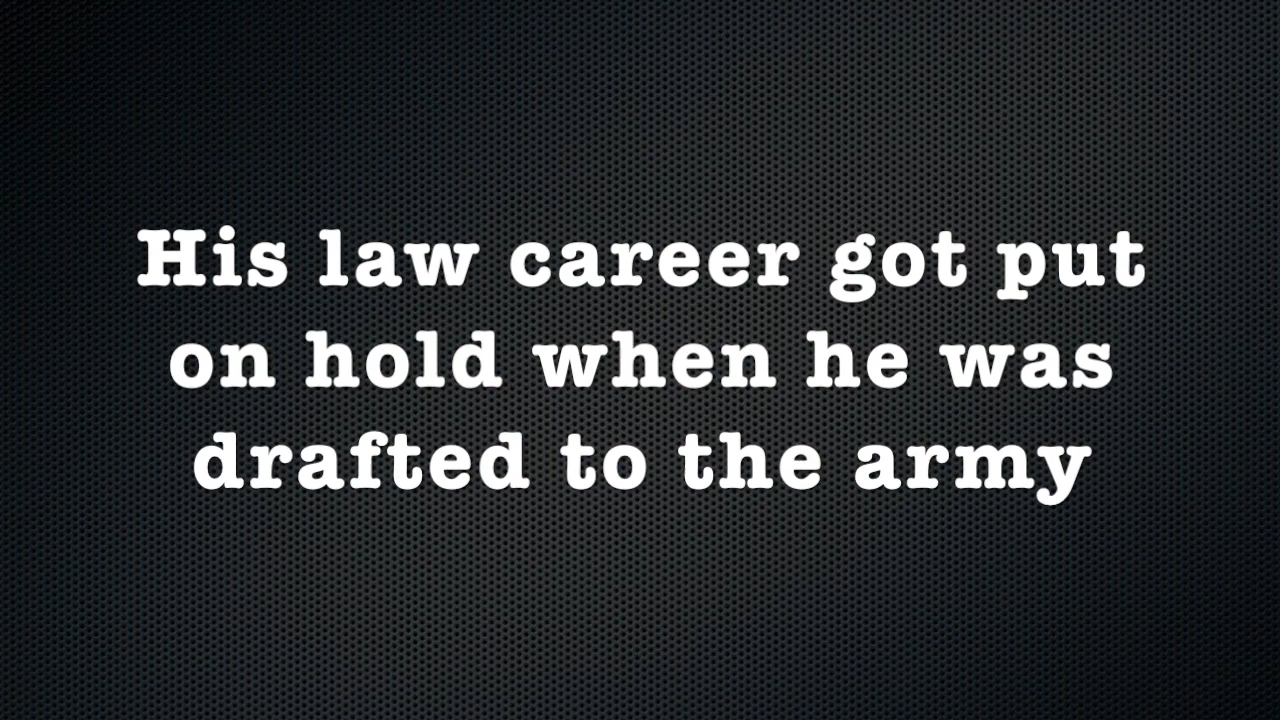 His law career got put
on hold when he was
drafted to the army